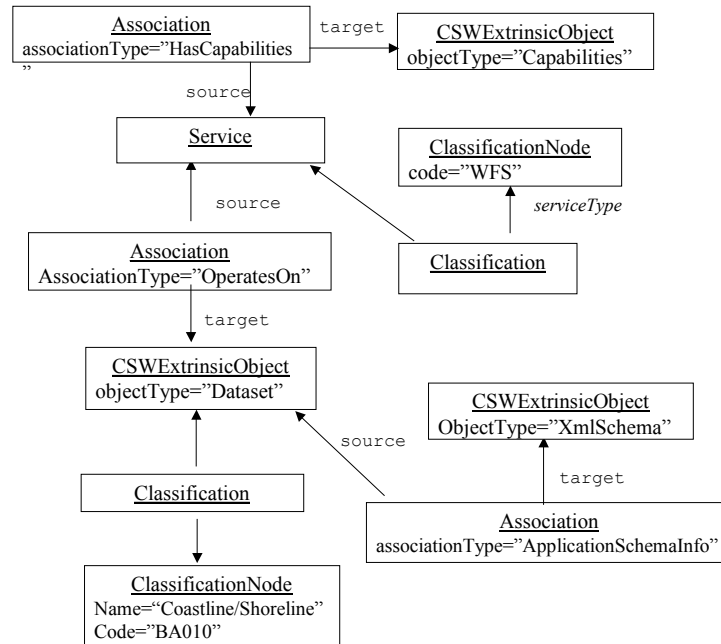 Association
associationType=”HasCapabilities
”
target
CSWExtrinsicObject
objectType=”Capabilities”
source
Service
ClassificationNode
code=”WFS”
source
serviceType
Association
AssociationType=”OperatesOn”
Classification
target
CSWExtrinsicObject
objectType=”Dataset”
CSWExtrinsicObject
ObjectType=”XmlSchema”
source
target
Classification
Association
associationType=”ApplicationSchemaInfo”
ClassificationNode
Name=“Coastline/Shoreline”
Code=”BA010”